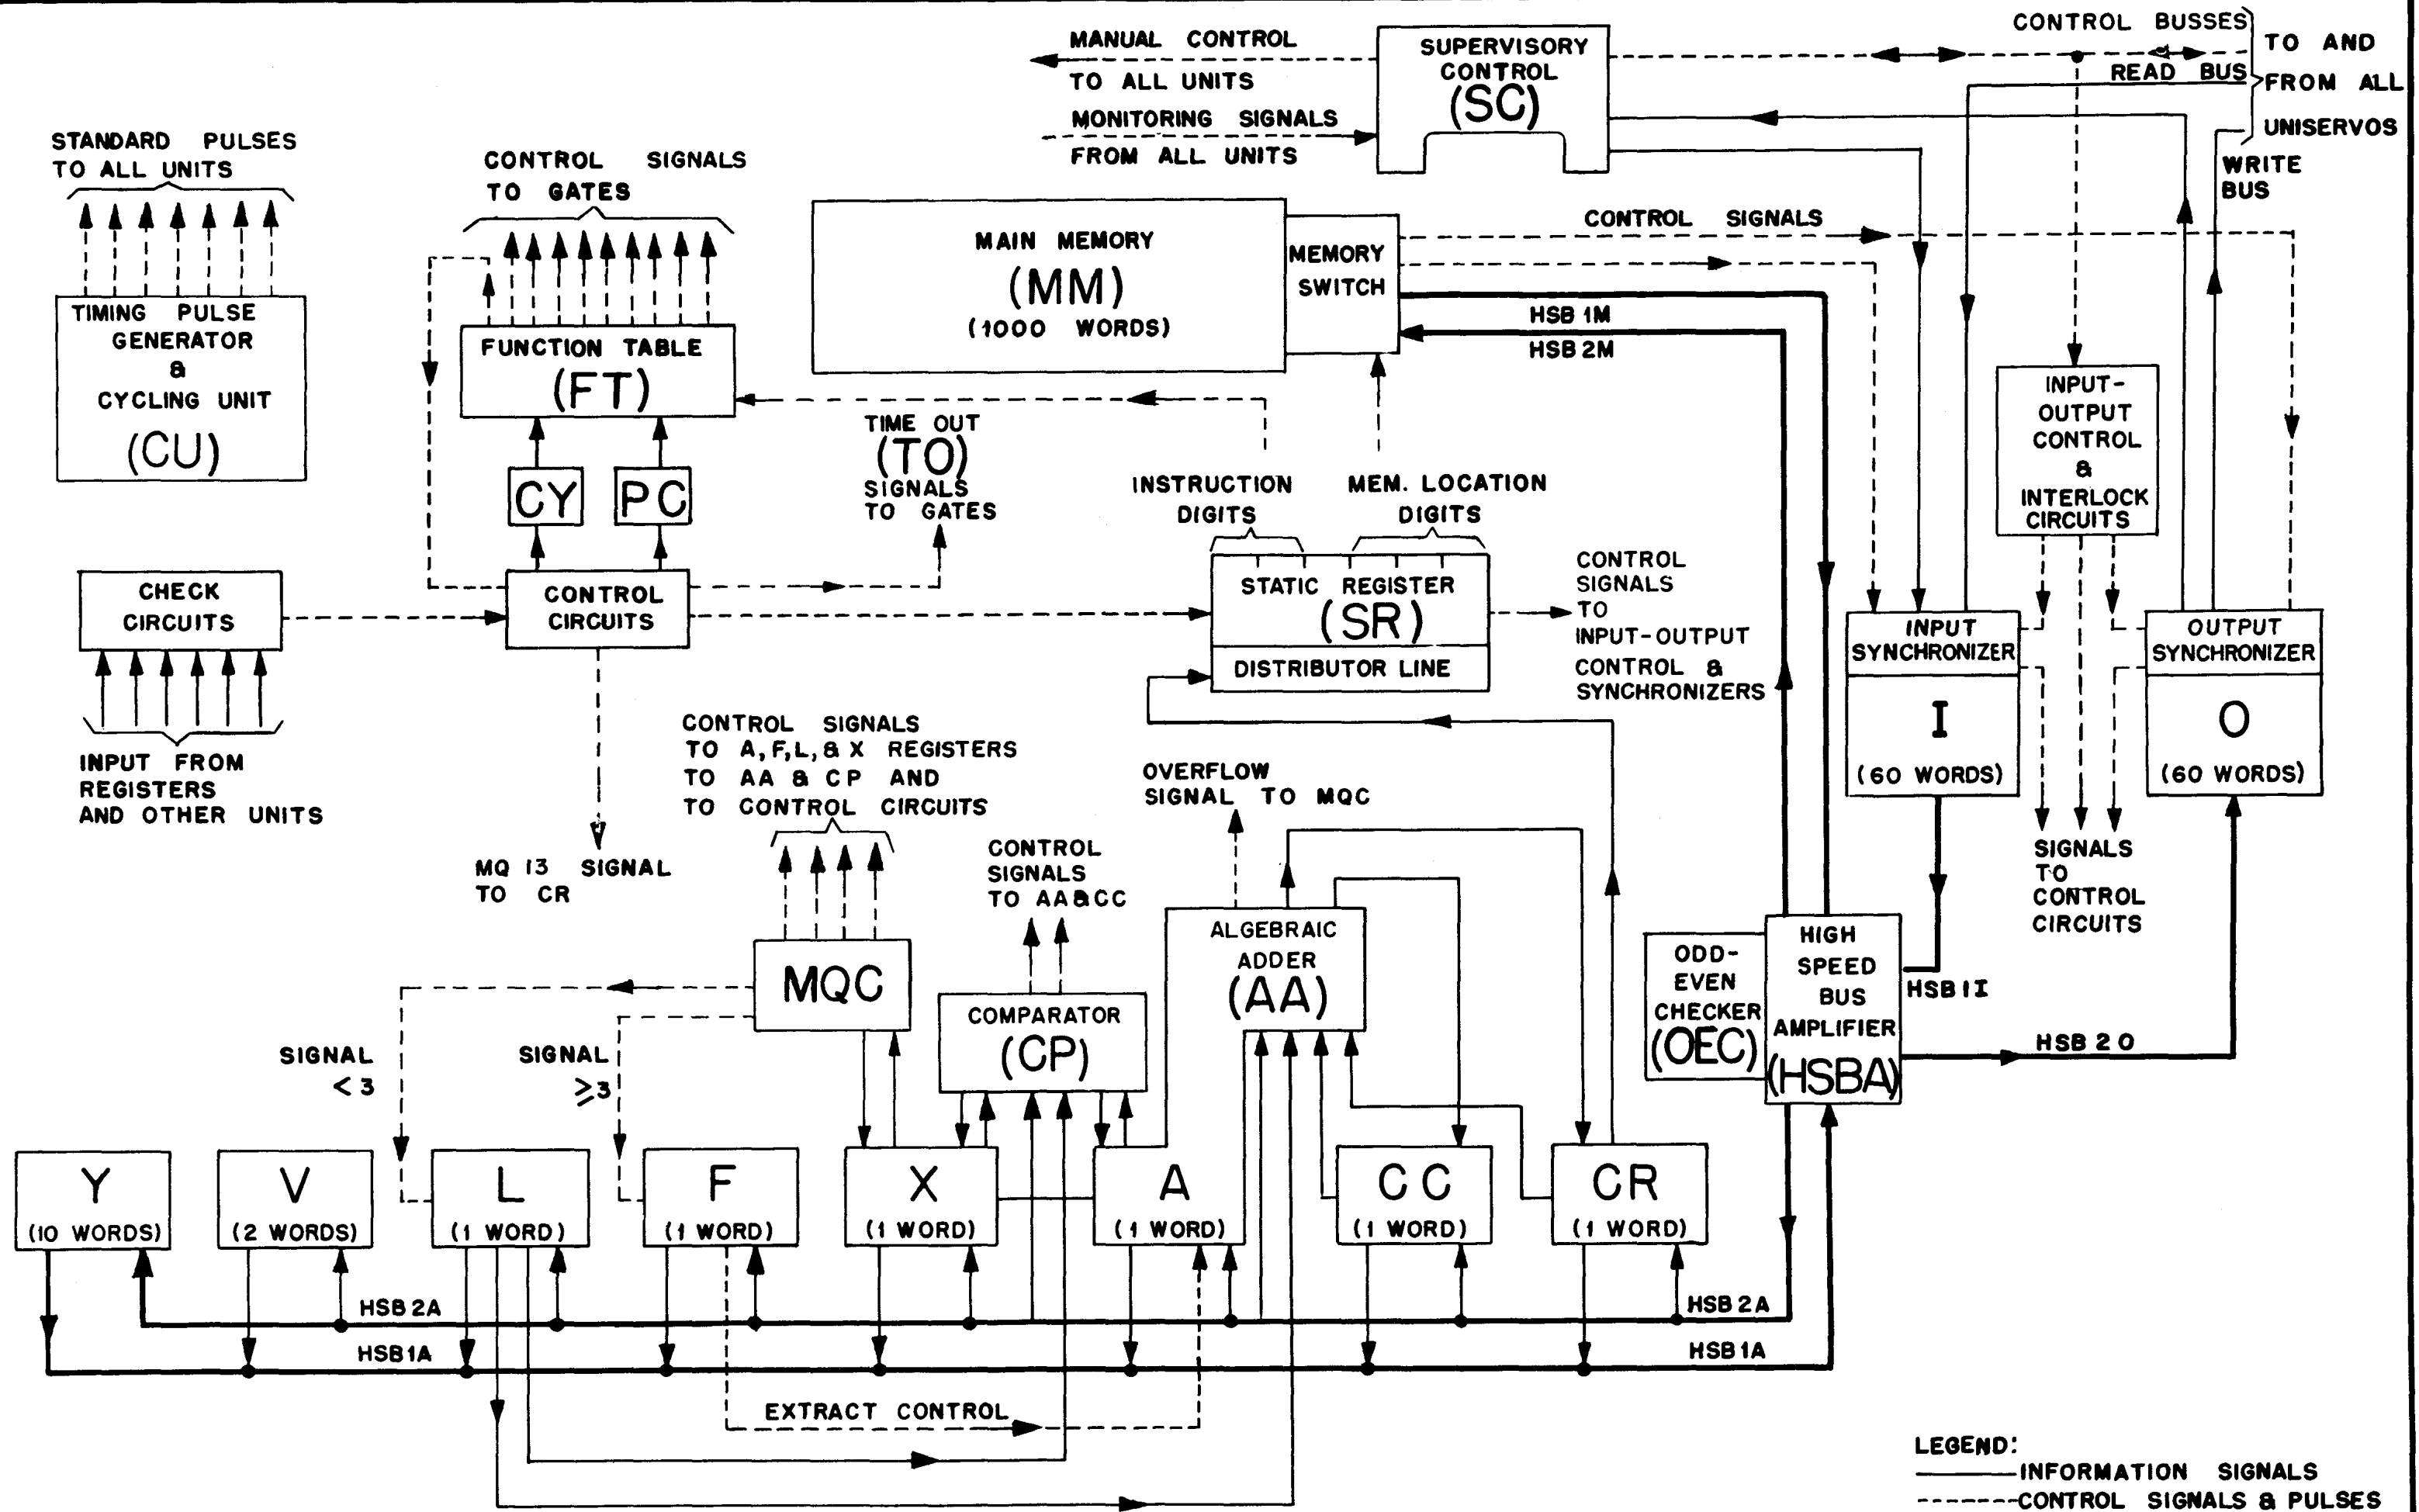 CONTROL BUSSES
TO AND
READ BUS
FROM ALL
UNISERVOS
WRITE
BUS
MANUAL CONTROL
TO ALL UNITS
MONITORING SIGNALS
FROM ALL UNITS
SUPERVISORY
CONTROL
(SC)
STANDARD PULSES
TO ALL UNITS
TIMING PULSE
GENERATOR
&
CYCLING UNIT
(CU)
CONTROL SIGNALS
TO GATES
FUNCTION TABLE
(FT)
CY
PC
MAIN MEMORY
(MM)
(1000 WORDS)
MEMORY
SWITCH
CONTROL SIGNALS
HSB 1M
HSB 2M
TIME OUT
(TO)
SIGNALS
TO GATES
INSTRUCTION
DIGITS
MEM. LOCATION
DIGITS
INPUT-
OUTPUT
CONTROL
&
INTERLOCK
CIRCUITS
CHECK
CIRCUITS
INPUT FROM
REGISTERS
AND OTHER UNITS
CONTROL
CIRCUITS
STATIC REGISTER
(SR)
DISTRIBUTOR LINE
CONTROL
SIGNALS
TO
INPUT-OUTPUT
CONTROL &
SYNCHRONIZERS
INPUT
SYNCHRONIZER
I
(60 WORDS)
OUTPUT
SYNCHRONIZER
O
(60 WORDS)
MQ 13 SIGNAL
TO CR
CONTROL SIGNALS
TO A, F, L, & X REGISTERS
TO AA & CP AND
TO CONTROL CIRCUITS
OVERFLOW
SIGNAL TO MQC
CONTROL
SIGNALS
TO AA&CC
SIGNALS
TO
CONTROL
CIRCUITS
MQC
COMPARATOR
(CP)
ALGEBRAIC
ADDER
(AA)
ODD-
EVEN
CHECKER
(OEC)
HIGH
SPEED
BUS
AMPLIFIER
(HSBA)
HSB1I
HSB 2O
SIGNAL
< 3
SIGNAL
≥3
Y
(10 WORDS)
V
(2 WORDS)
L
(1 WORD)
F
(1 WORD)
X
(1 WORD)
A
(1 WORD)
CC
(1 WORD)
CR
(1 WORD)
HSB 2A
HSB 2A
HSB1A
HSB1A
EXTRACT CONTROL
LEGEND:
INFORMATION SIGNALS
CONTROL SIGNALS & PULSES